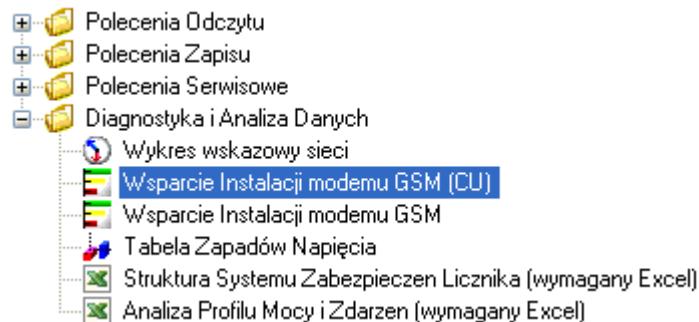 Polecenia Odczytu
Polecenia Zapisu
Polecenia Serwisowe
Diagnostyka i Analiza Danych
Wykres wskazowy sieci
Wsparcie Instalacji modemu GSM (CU)
Wsparcie Instalacji modemu GSM
Tabela Zapadów Napięcia
Struktura Systemu Zabezpieczen Licznika (wymagany Excel)
Analiza Profilu Mocy i Zdarzen (wymagany Excel)